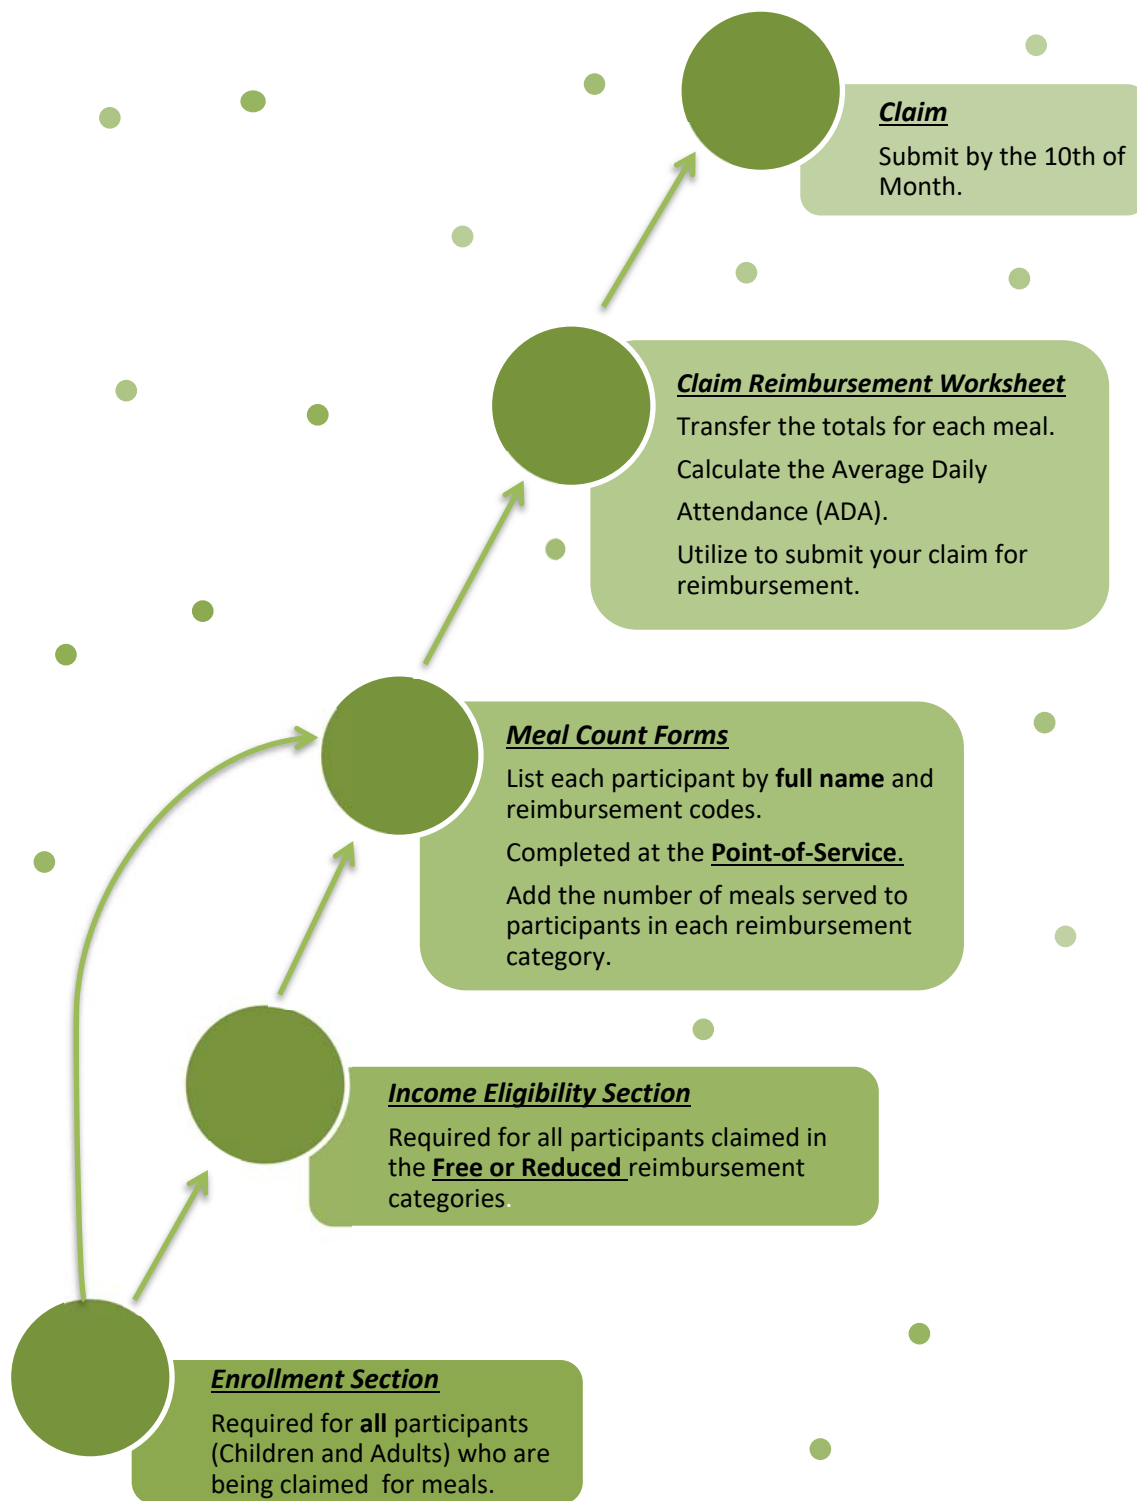 Claim
Submit by the 10th of
Month.
Claim Reimbursement Worksheet
Transfer the totals for each meal.
Calculate the Average Daily
Attendance (ADA).
Utilize to submit your claim for
reimbursement.
Meal Count Forms
List each participant by full name and
reimbursement codes.
Completed at the Point-of-Service.
Add the number of meals served to
participants in each reimbursement
category.
Income Eligibility Section
Required for all participants claimed in
the Free or Reduced reimbursement
categories.
Enrollment Section
Required for all participants
(Children and Adults) who are
being claimed  for meals.